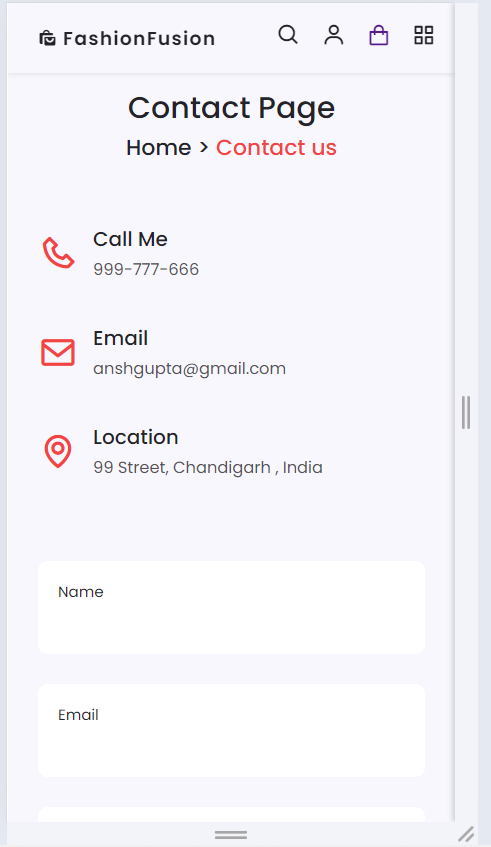 FashionFusion
Contact Page
Home > Contact us
Call Me
999-777-666
Email
anshgupta@gmail.com
Location
99 Street, Chandigarh , India
Name
Email